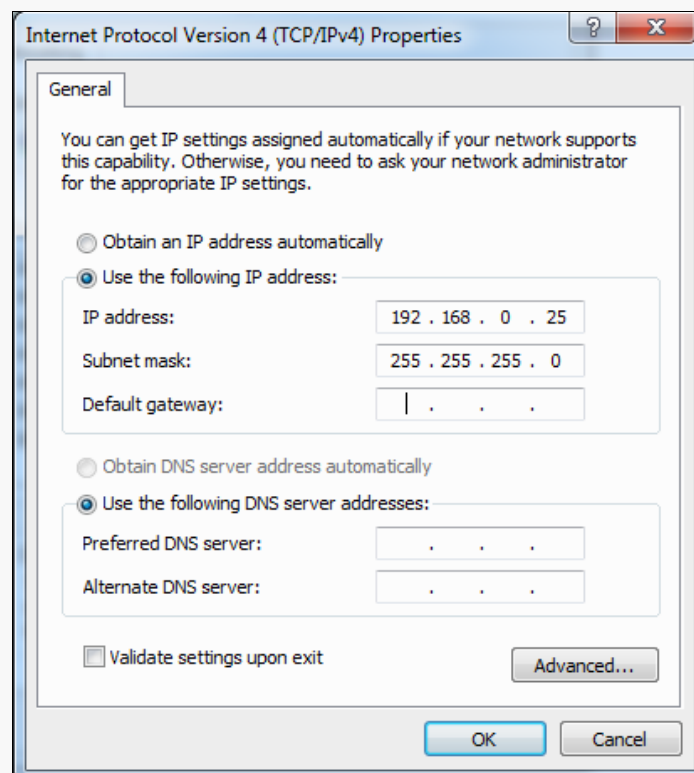 Internet Protocol Version 4 (TCP/IPv4) Properties
? X
General
You can get IP settings assigned automatically if your network supports
this capability. Otherwise, you need to ask your network administrator
for the appropriate IP settings.
Obtain an IP address automatically
Use the following IP address:
IP address: 192 . 168 . 0 . 25
Subnet mask: 255 . 255 . 255 . 0
Default gateway: . . .
Obtain DNS server address automatically
Use the following DNS server addresses:
Preferred DNS server: . . .
Alternate DNS server: . . .
Validate settings upon exit
Advanced...
OK Cancel